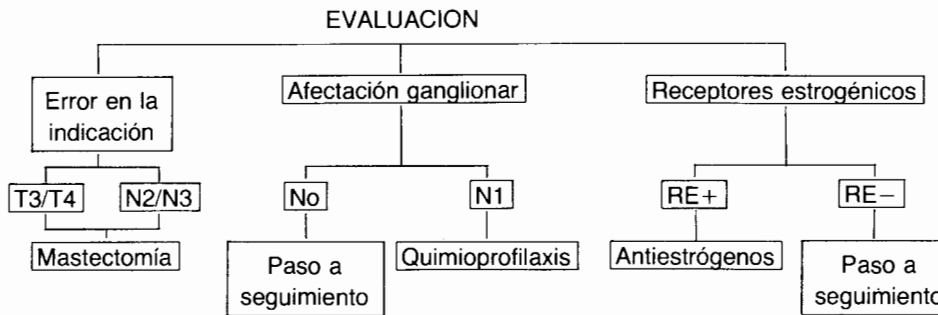 EVALUACION
Error en la
indicación
Afectación ganglionar
Receptores estrogénicos
T3/T4
N2/N3
No
N1
RE+
RE−
Mastectomía
Paso a
seguimiento
Quimioprofilaxis
Antiestrógenos
Paso a
seguimiento